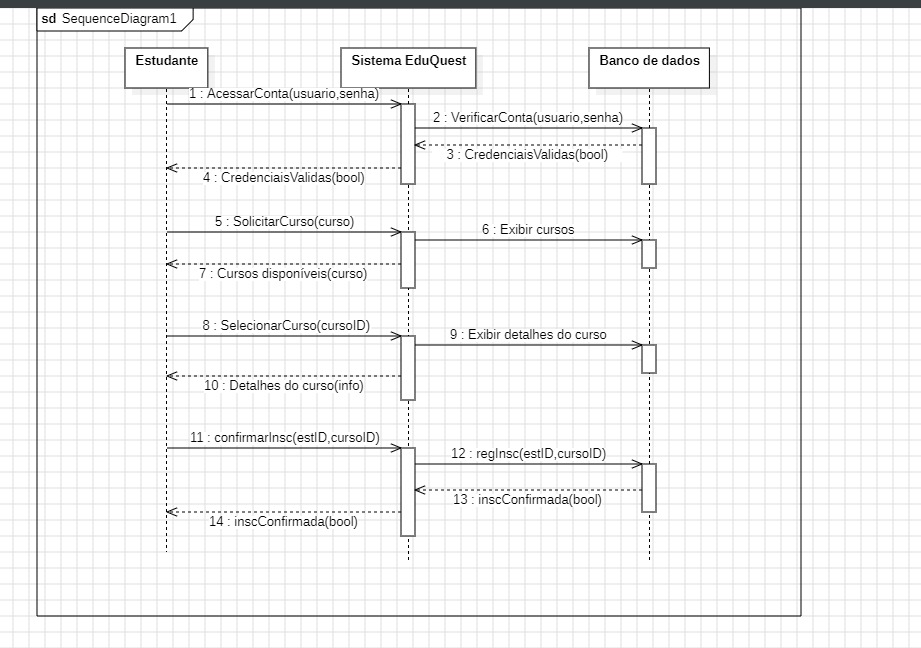 sd SequenceDiagram1
Estudante
Sistema EduQuest
Banco de dados
1 : AcessarConta(usuario,senha)
2 : VerificarConta(usuario,senha)
3 : CredenciaisValidas(bool)
4 : CredenciaisValidas(bool)
5 : SolicitarCurso(curso)
6 : Exibir cursos
7 : Cursos disponíveis(curso)
8 : SelecionarCurso(cursoID)
9 : Exibir detalhes do curso
10 : Detalhes do curso(info)
11 : confirmarInsc(estID,cursoID)
12 : regInsc(estID,cursoID)
13 : inscConfirmada(bool)
14 : inscConfirmada(bool)